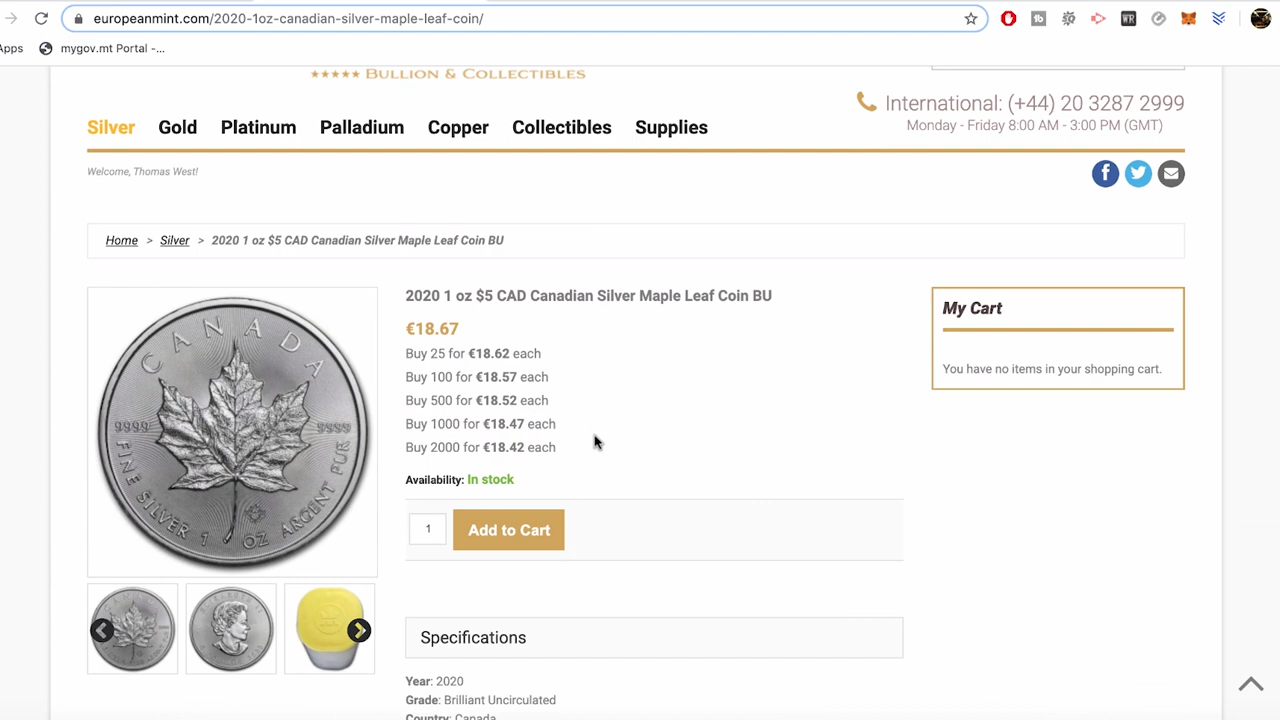 europeanmint.com/2020-1oz-canadian-silver-maple-leaf-coin/
WR
Apps
mygov.mt Portal -...
★★★★★ BULLION & COLLECTIBLES
International: (+44) 20 3287 2999
Monday - Friday 8:00 AM - 3:00 PM (GMT)
Silver Gold Platinum Palladium Copper Collectibles Supplies
Welcome, Thomas West!
Home > Silver > 2020 1 oz $5 CAD Canadian Silver Maple Leaf Coin BU
CANADA
9999 9999
FINE SILVER 1 OZ ARGENT PUR
2020 1 oz $5 CAD Canadian Silver Maple Leaf Coin BU
€18.67
Buy 25 for €18.62 each
Buy 100 for €18.57 each
Buy 500 for €18.52 each
Buy 1000 for €18.47 each
Buy 2000 for €18.42 each
Availability: In stock
1 Add to Cart
My Cart
You have no items in your shopping cart.
Specifications
Year: 2020
Grade: Brilliant Uncirculated
Country: Canada